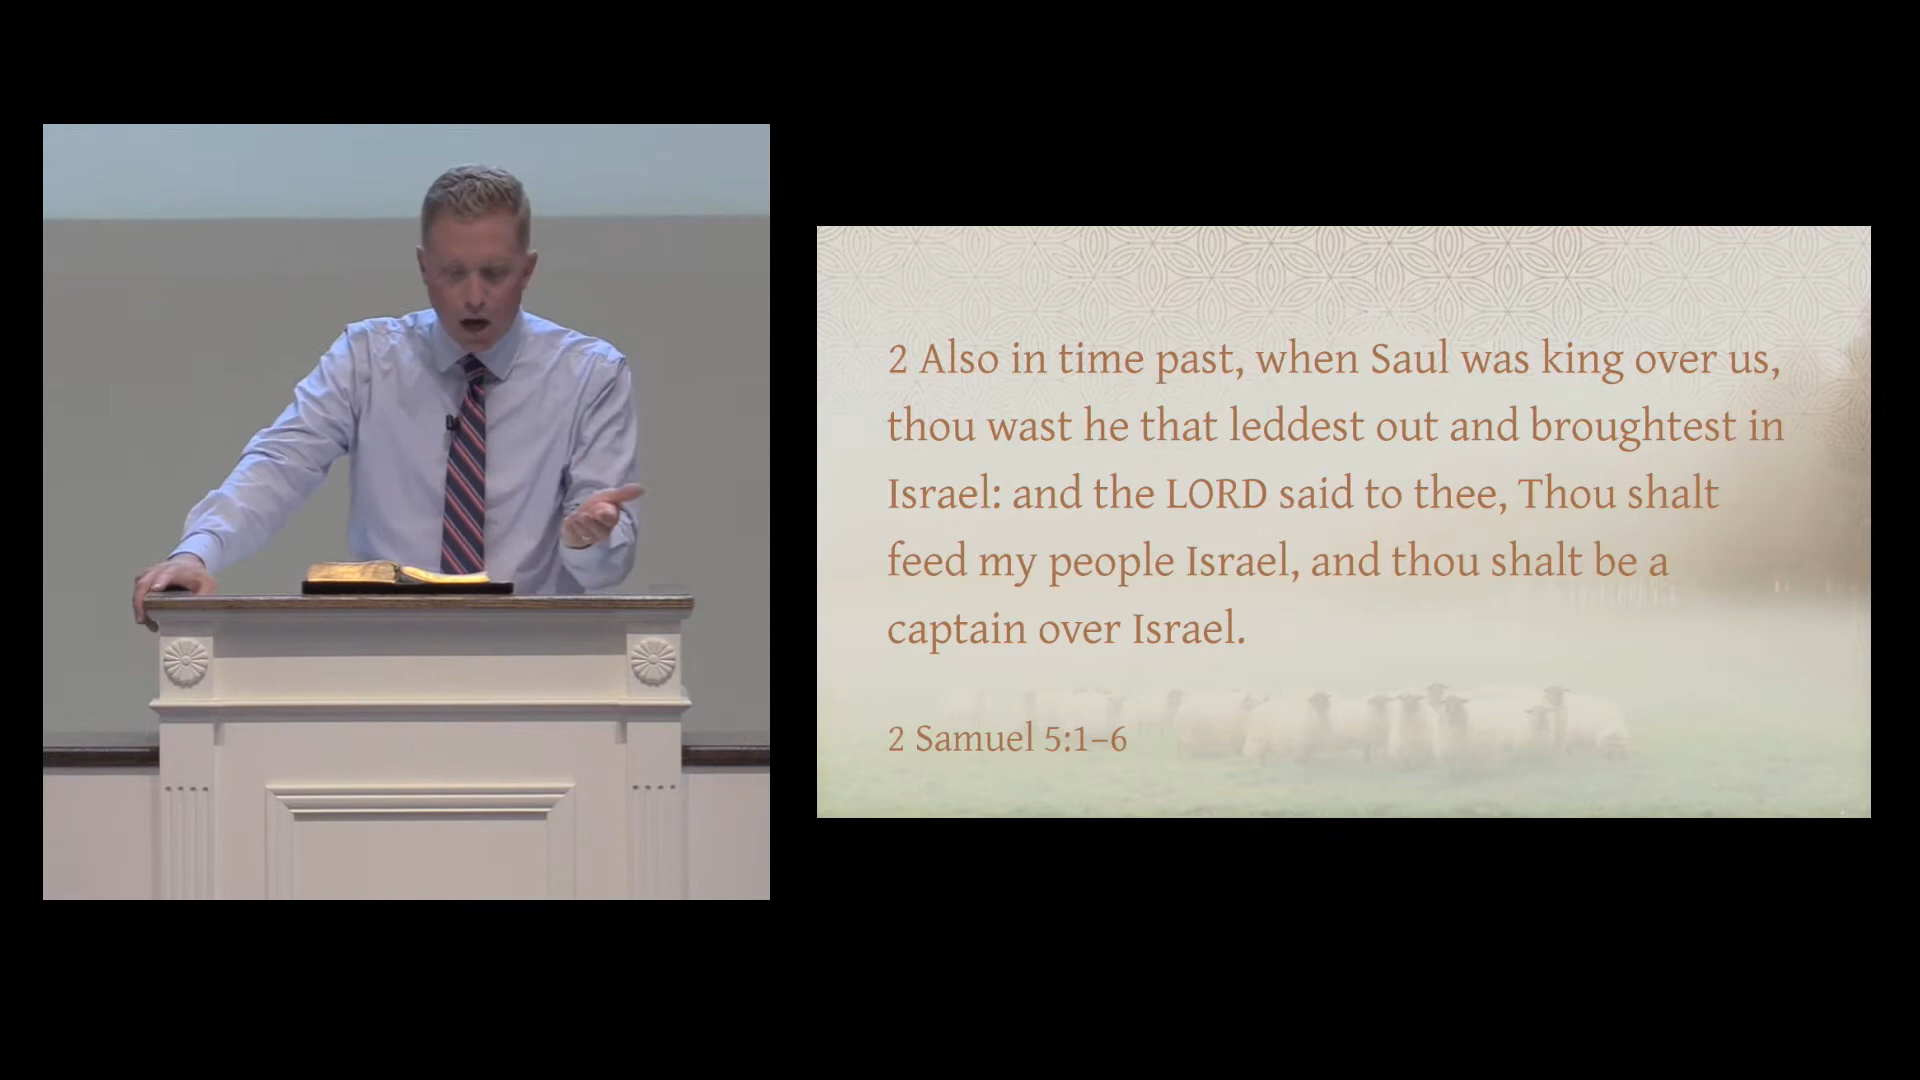 2 Also in time past, when Saul was king over us,
thou wast he that leddest out and broughtest in
Israel: and the LORD said to thee, Thou shalt
feed my people Israel, and thou shalt be a
captain over Israel.
2 Samuel 5:1–6